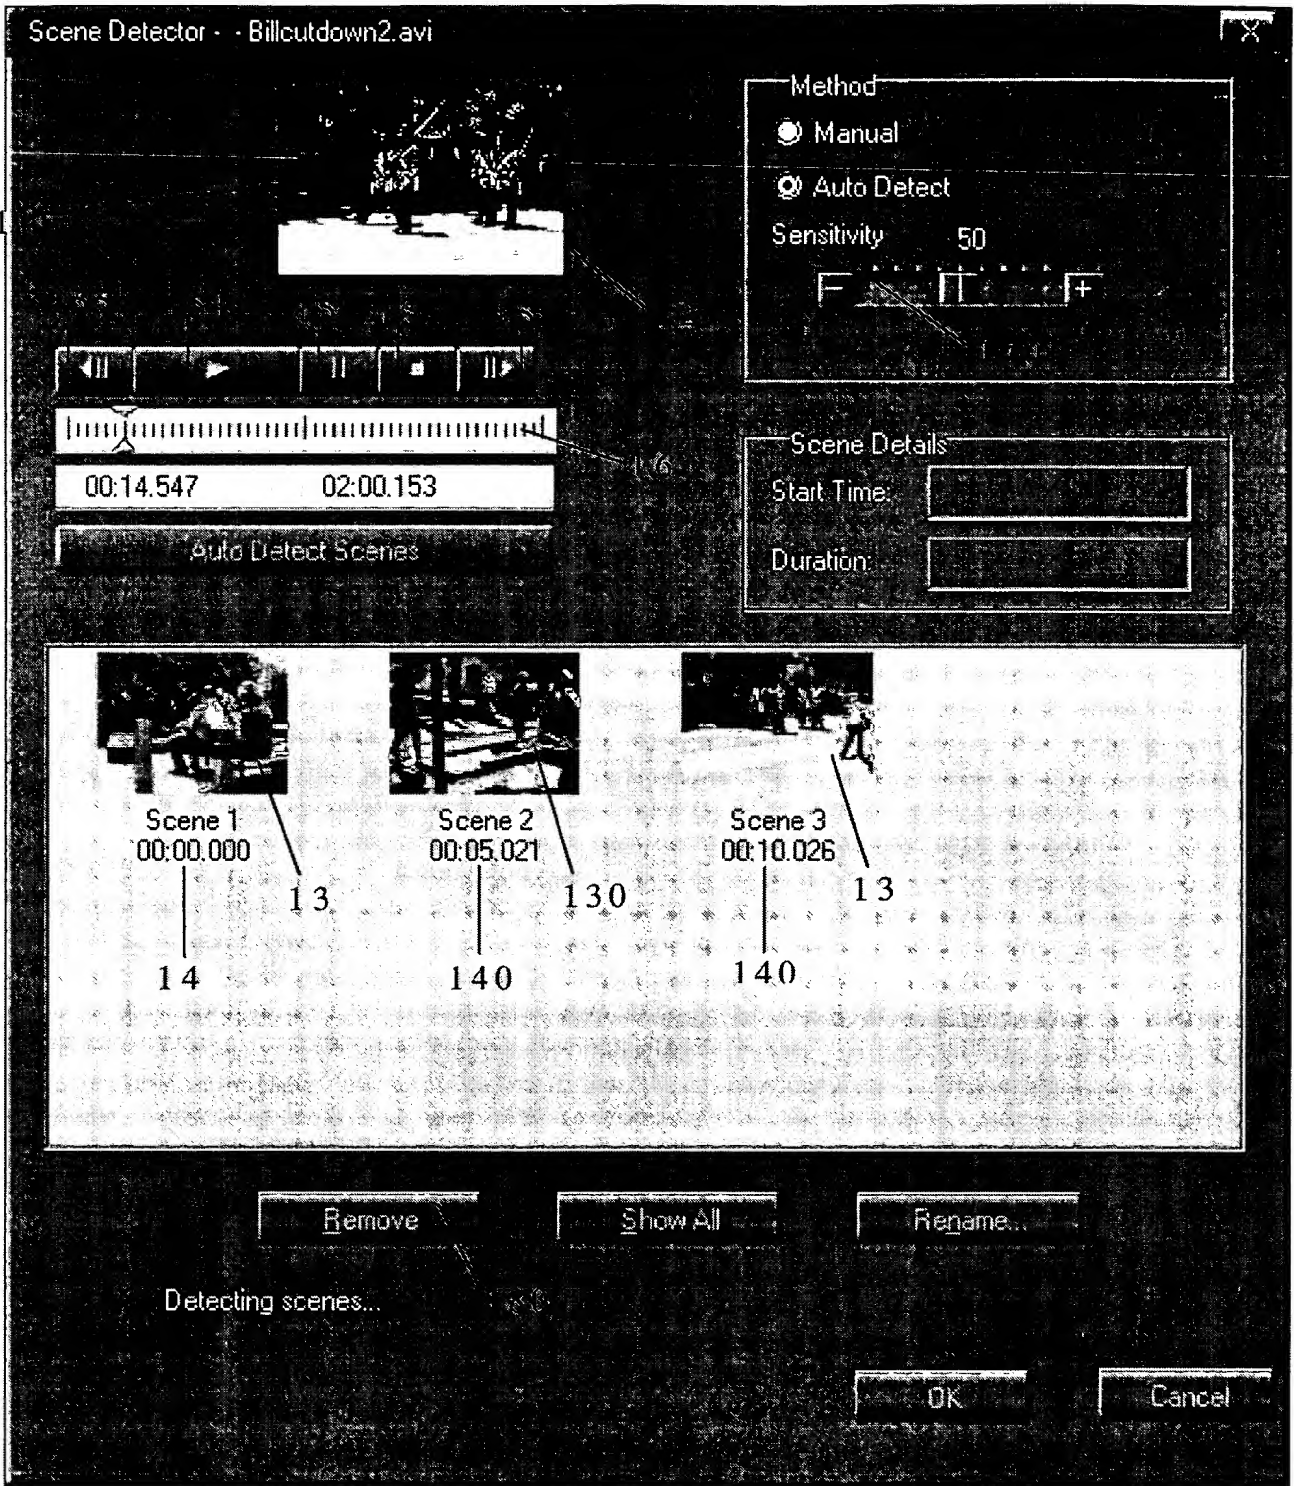 Scene Detector - - Billcutdown2.avi
Method
Manual
Auto Detect
Sensitivity 50
00:14.547 02:00.153
Auto Detect Scenes
Scene Details
Start Time:
Duration:
Scene 1
00:00.000
Scene 2
00:05.021
Scene 3
00:10.026
13
130
13
14
140
140
Remove
Show All
Rename...
Detecting scenes...
OK
Cancel